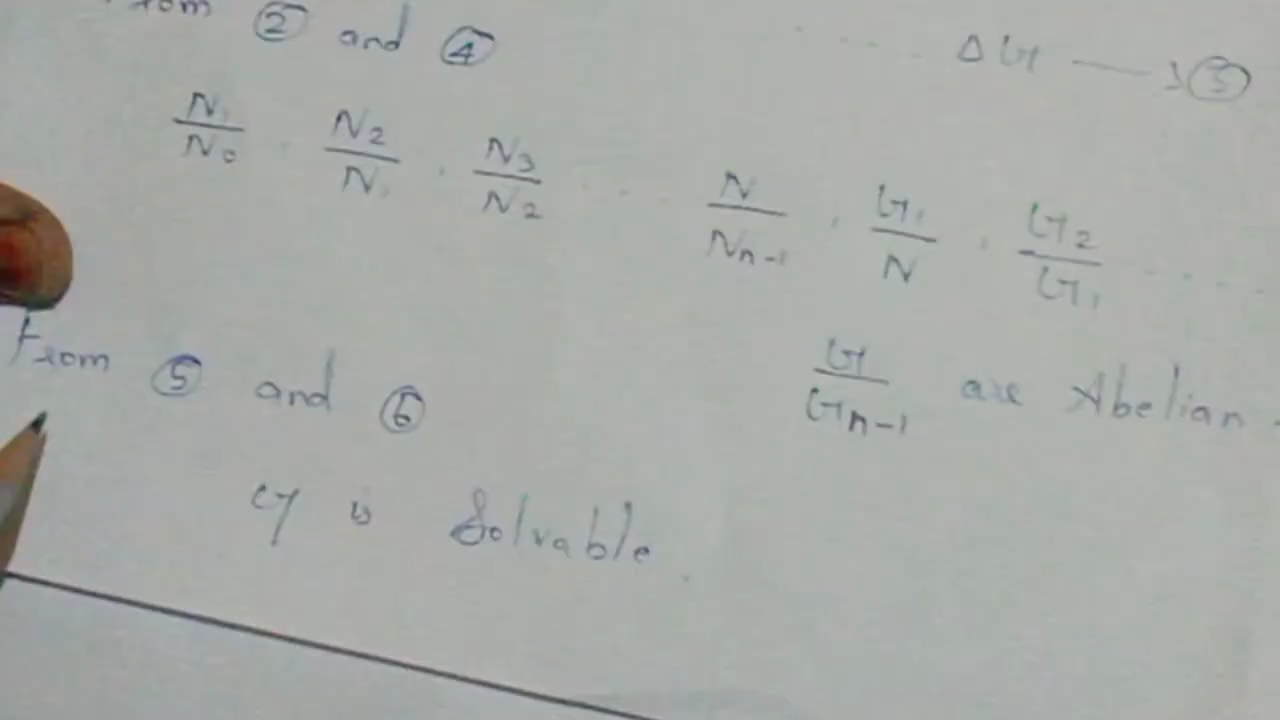 From ② and ④
..... Δ G —→ ⑤
N₁/N₀ . N₂/N₁ . N₃/N₂ ..... N/Nn-1 . G₁/N . G₂/G₁ ....
G/Gn-1 are Abelian.
From ⑤ and ⑥
G is Solvable.